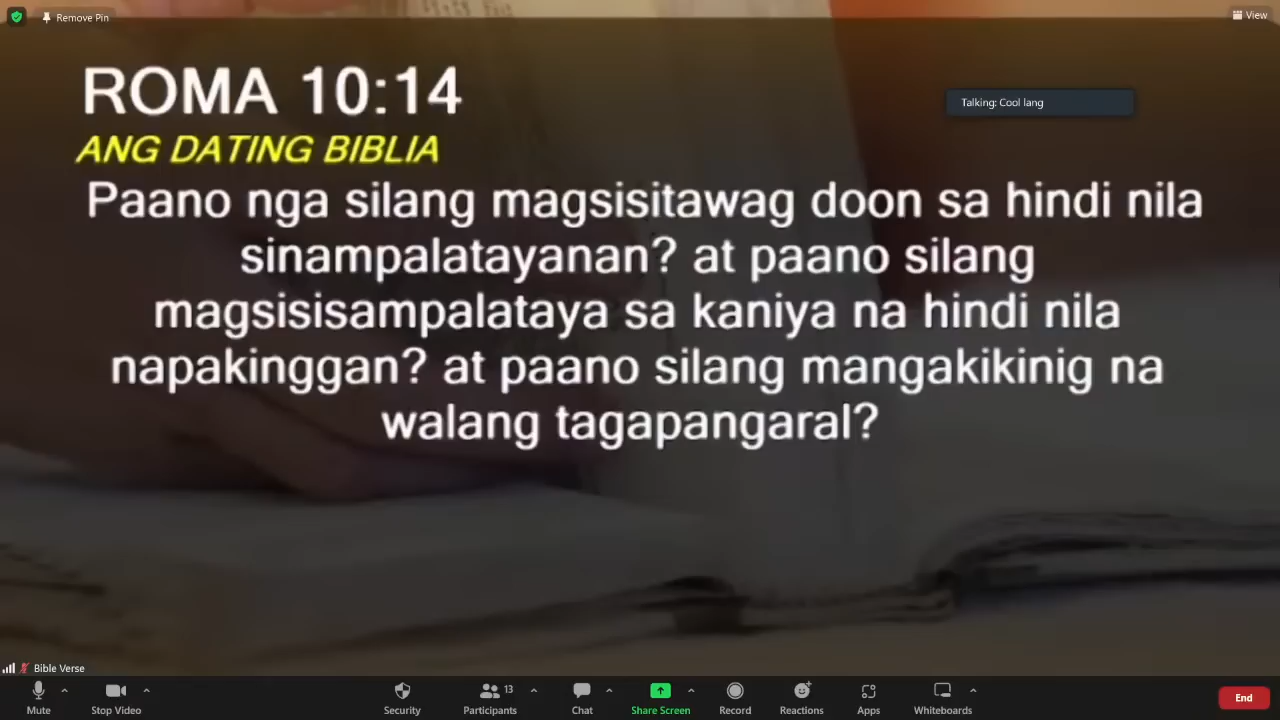 Remove Pin
View
ROMA 10:14
Talking: Cool lang
ANG DATING BIBLIA
Paano nga silang magsisitawag doon sa hindi nila
sinampalatayanan? at paano silang
magsisisampalataya sa kaniya na hindi nila
napakinggan? at paano silang mangakikinig na
walang tagapangaral?
Bible Verse
Mute
Stop Video
Security
Participants 13
Chat
Share Screen
Record
Reactions
Apps
Whiteboards
End